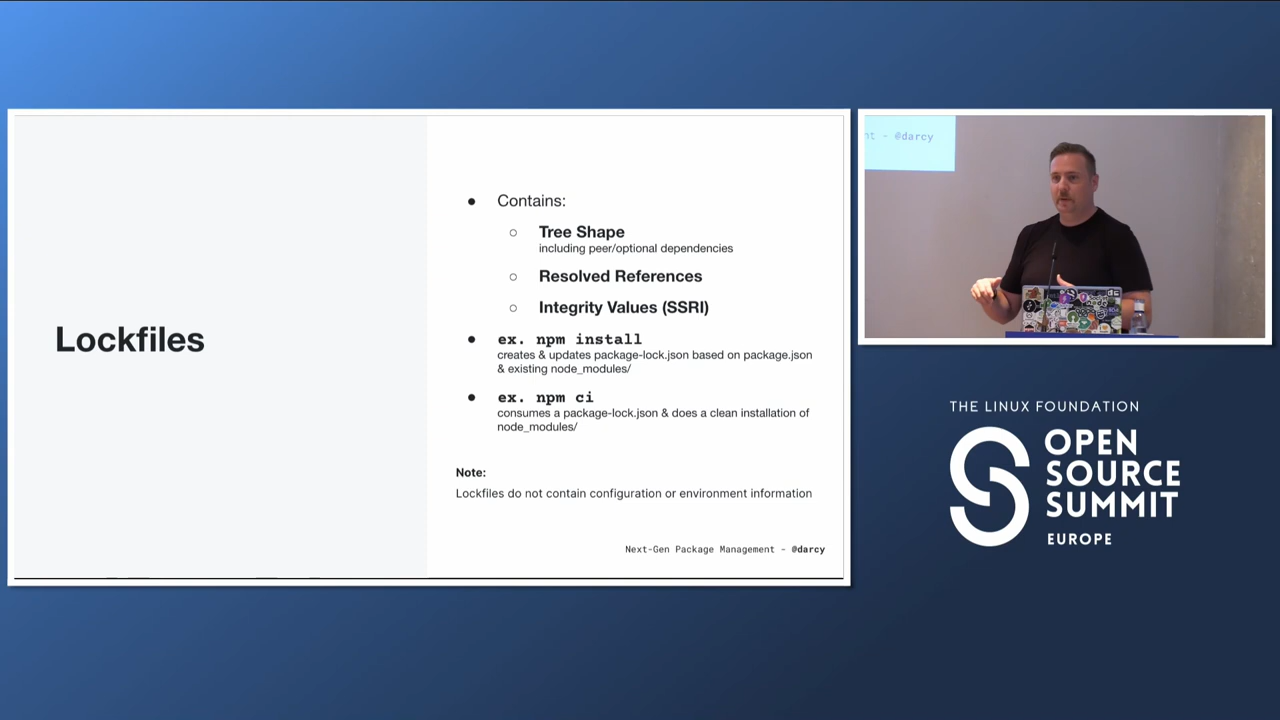 Lockfiles
Contains:
Tree Shape
including peer/optional dependencies
Resolved References
Integrity Values (SSRI)
ex. npm install
creates & updates package-lock.json based on package.json
& existing node_modules/
ex. npm ci
consumes a package-lock.json & does a clean installation of
node_modules/
Note:
Lockfiles do not contain configuration or environment information
Next-Gen Package Management - @darcy
nt - @darcy
THE LINUX FOUNDATION
OPEN
SOURCE
SUMMIT
EUROPE